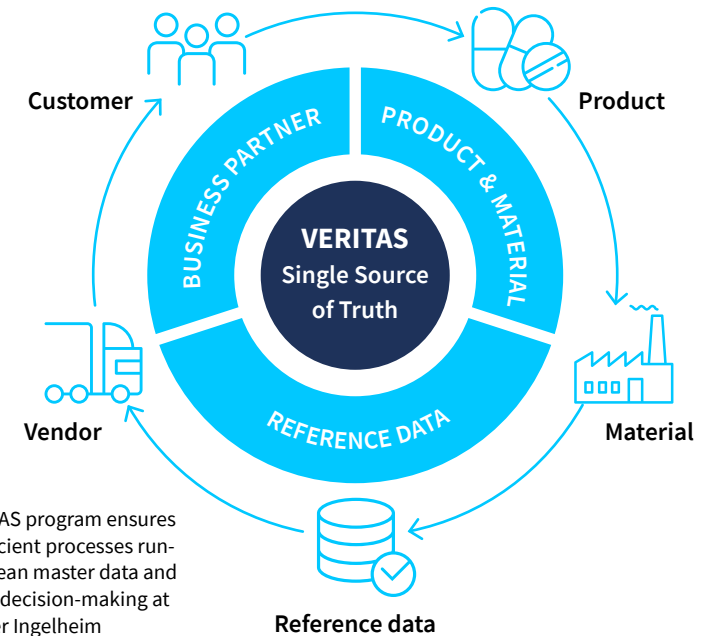 Customer
Product
BUSINESS PARTNER
PRODUCT & MATERIAL
VERITAS
Single Source
of Truth
REFERENCE DATA
Vendor
Material
AS program ensures
cient processes run-
ean master data and
decision-making at
er Ingelheim
Reference data